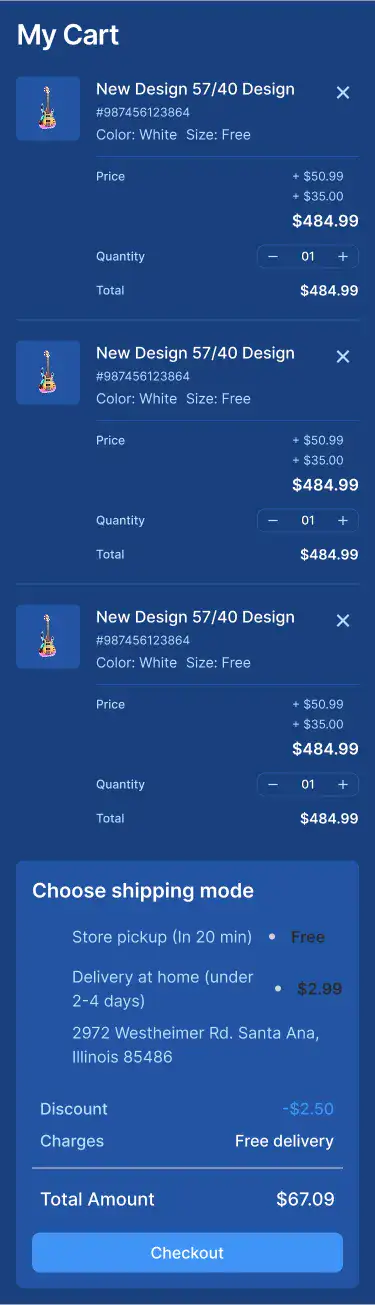 My Cart
New Design 57/40 Design
#987456123864
Color: White Size: Free
Price
+ $50.99
+ $35.00
$484.99
Quantity
− 01 +
Total
$484.99
New Design 57/40 Design
#987456123864
Color: White Size: Free
Price
+ $50.99
+ $35.00
$484.99
Quantity
− 01 +
Total
$484.99
New Design 57/40 Design
#987456123864
Color: White Size: Free
Price
+ $50.99
+ $35.00
$484.99
Quantity
− 01 +
Total
$484.99
Choose shipping mode
Store pickup (In 20 min) • Free
Delivery at home (under
2-4 days) • $2.99
2972 Westheimer Rd. Santa Ana,
Illinois 85486
Discount -$2.50
Charges Free delivery
Total Amount $67.09
Checkout